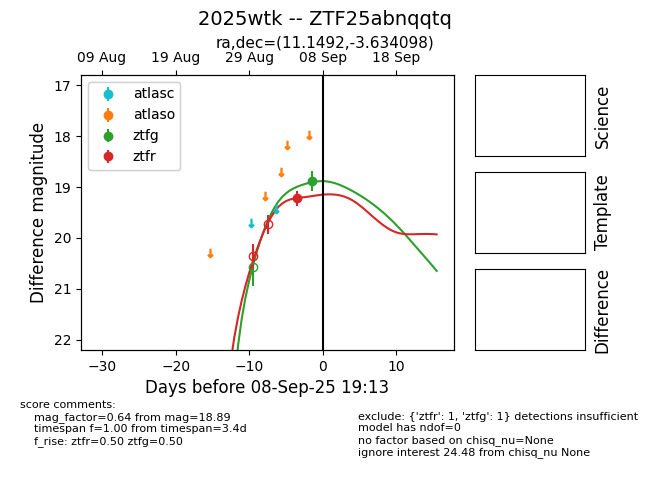 2025wtk -- ZTF25abnqqtq
ra,dec=(11.1492,-3.634098)
09 Aug 19 Aug 29 Aug 08 Sep 18 Sep
atlasc
atlaso
ztfg
ztfr
17
18
19
20
21
22
Difference magnitude
−30 −20 −10 0 10
Days before 08-Sep-25 19:13
Science
Template
Difference
score comments:
mag_factor=0.64 from mag=18.89
timespan f=1.00 from timespan=3.4d
f_rise: ztfr=0.50 ztfg=0.50
exclude: {'ztfr': 1, 'ztfg': 1} detections insufficient
model has ndof=0
no factor based on chisq_nu=None
ignore interest 24.48 from chisq_nu None